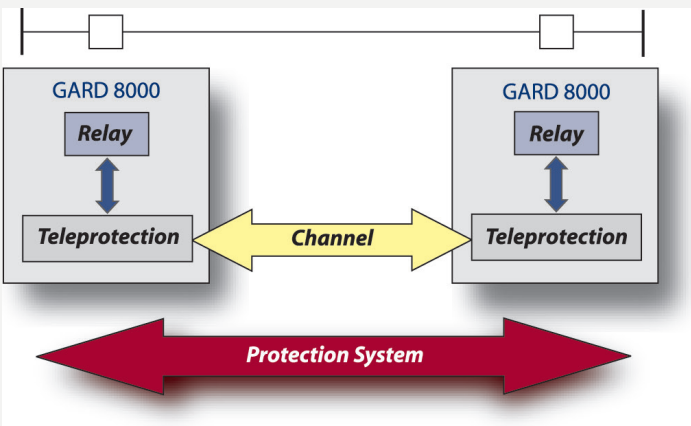 GARD 8000
GARD 8000
Relay
Relay
Teleprotection
Channel
Teleprotection
Protection System